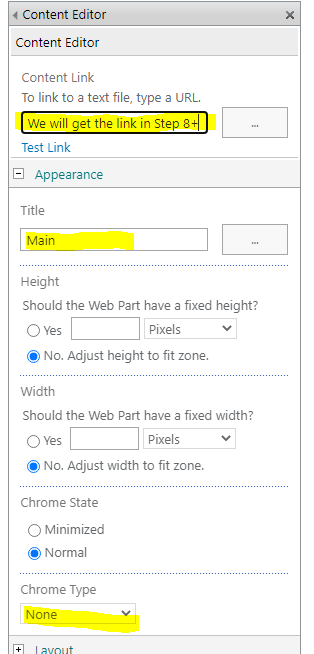 Content Editor
Content Editor
Content Link
To link to a text file, type a URL.
We will get the link in Step 8+
...
Test Link
Appearance
Title
Main
...
Height
Should the Web Part have a fixed height?
Yes Pixels
No. Adjust height to fit zone.
Width
Should the Web Part have a fixed width?
Yes Pixels
No. Adjust width to fit zone.
Chrome State
Minimized
Normal
Chrome Type
None
Layout